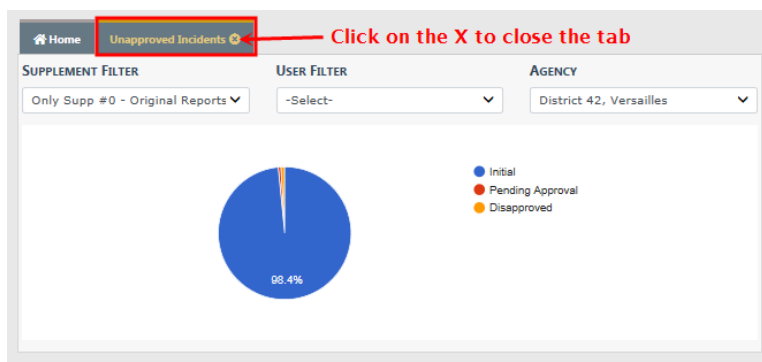 Home
Unapproved Incidents
Click on the X to close the tab
SUPPLEMENT FILTER
USER FILTER
AGENCY
Only Supp #0 - Original Reports
-Select-
District 42, Versailles
Initial
Pending Approval
Disapproved
98.4%